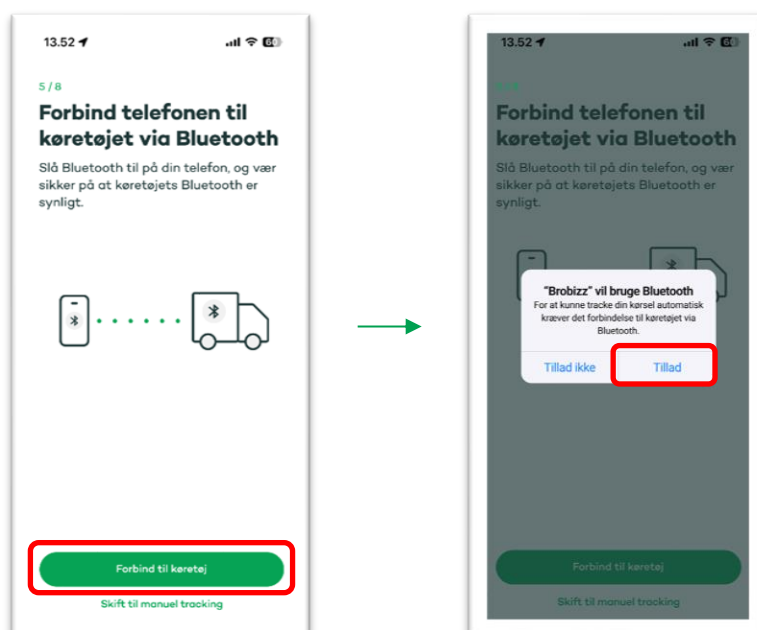 13.52
5/8
Forbind telefonen til
køretøjet via Bluetooth
Slå Bluetooth til på din telefon, og vær
sikker på at køretøjets Bluetooth er
synligt.
Forbind til køretøj
Skift til manuel tracking
13.52
Forbind telefonen til
køretøjet via Bluetooth
Slå Bluetooth til på din telefon, og vær
sikker på at køretøjets Bluetooth er
synligt.
"Brobizz" vil bruge Bluetooth
For at kunne tracke din kørsel automatisk
kræver det forbindelse til køretøjet via
Bluetooth.
Tillad ikke
Tillad
Forbind til køretøj
Skift til manuel tracking